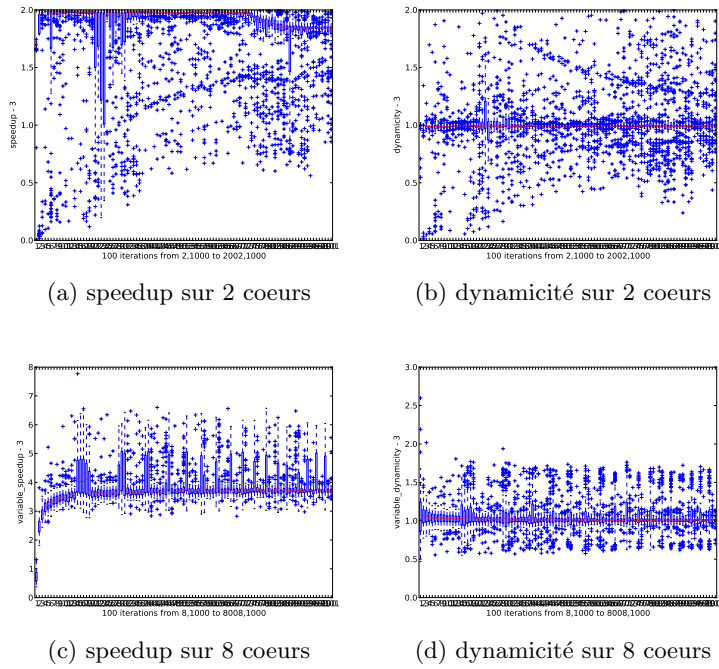 2.0
1.5
1.0
0.5
0.0
speedup - 3
100 iterations from 2,1000 to 2002,1000
(a) speedup sur 2 coeurs
2.0
1.5
1.0
0.5
0.0
dynamicity - 3
100 iterations from 2,1000 to 2002,1000
(b) dynamicité sur 2 coeurs
8
7
6
5
4
3
2
1
0
variable_speedup - 3
100 iterations from 8,1000 to 8008,1000
(c) speedup sur 8 coeurs
3.0
2.5
2.0
1.5
1.0
0.5
0.0
variable_dynamicity - 3
100 iterations from 8,1000 to 8008,1000
(d) dynamicité sur 8 coeurs